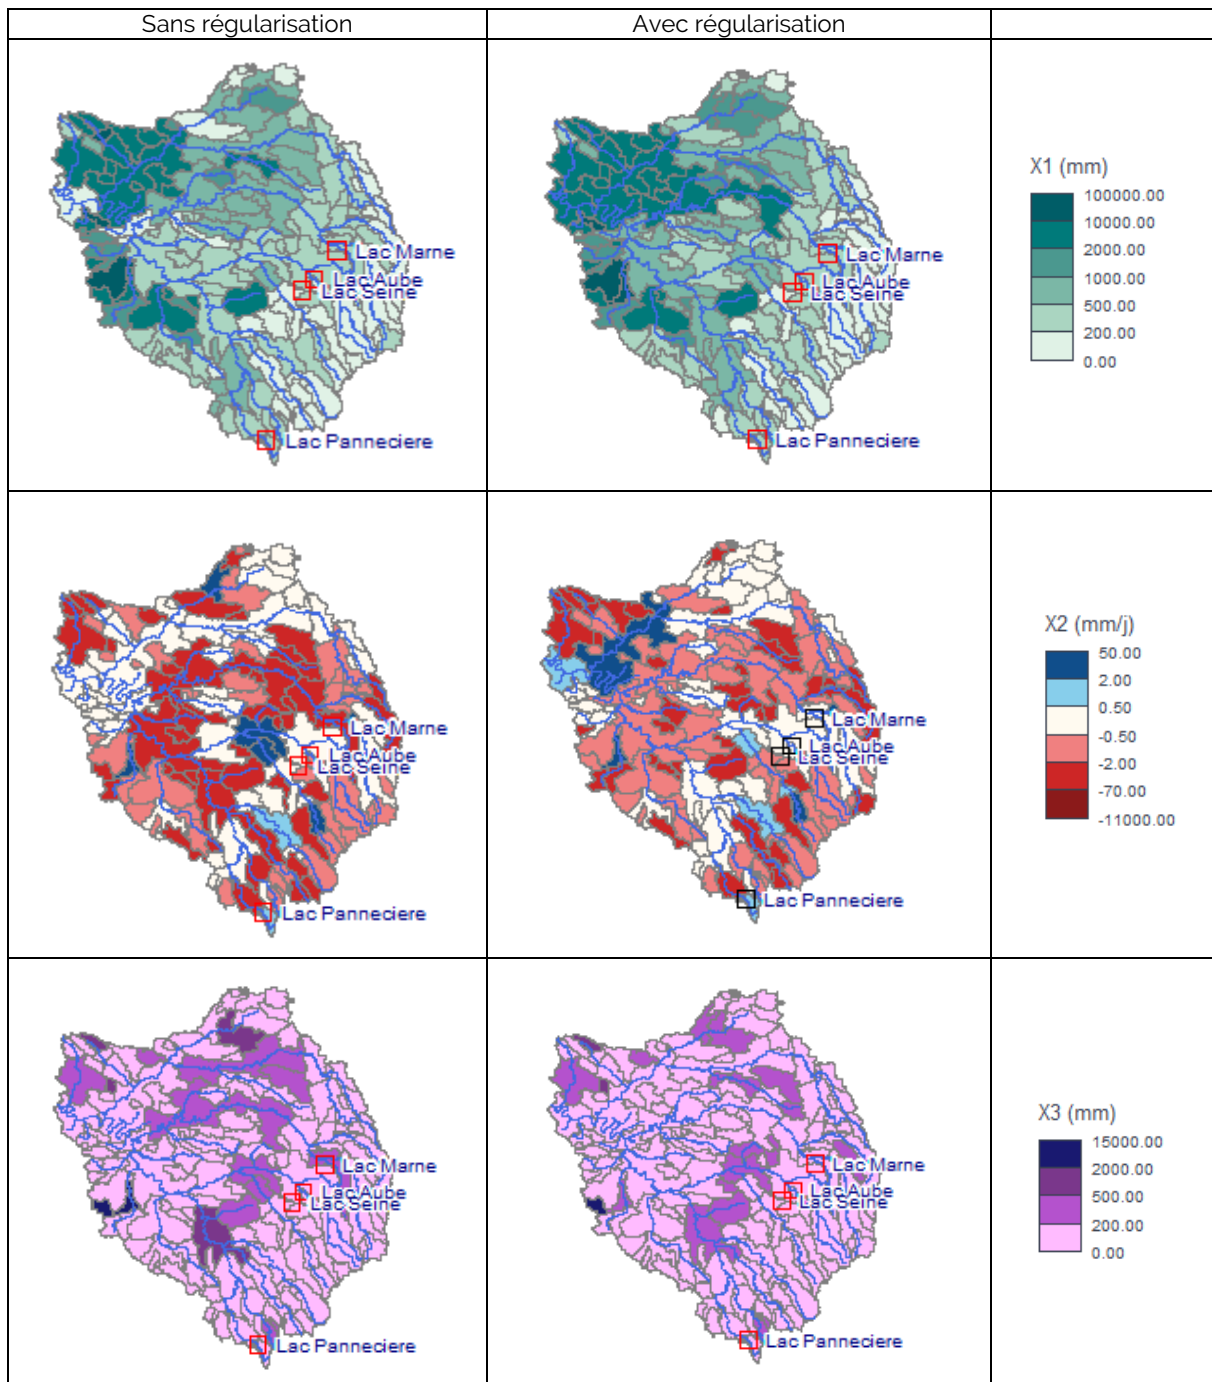 Sans régularisation
Avec régularisation
Lac Marne
Lac Aube
Lac Seine
Lac Panneciere
Lac Marne
Lac Aube
Lac Seine
Lac Panneciere
X1 (mm)
100000.00
10000.00
2000.00
1000.00
500.00
200.00
0.00
Lac Marne
Lac Aube
Lac Seine
Lac Panneciere
Lac Marne
Lac Aube
Lac Seine
Lac Panneciere
X2 (mm/j)
50.00
2.00
0.50
-0.50
-2.00
-70.00
-11000.00
Lac Marne
Lac Aube
Lac Seine
Lac Panneciere
Lac Marne
Lac Aube
Lac Seine
Lac Panneciere
X3 (mm)
15000.00
2000.00
500.00
200.00
0.00